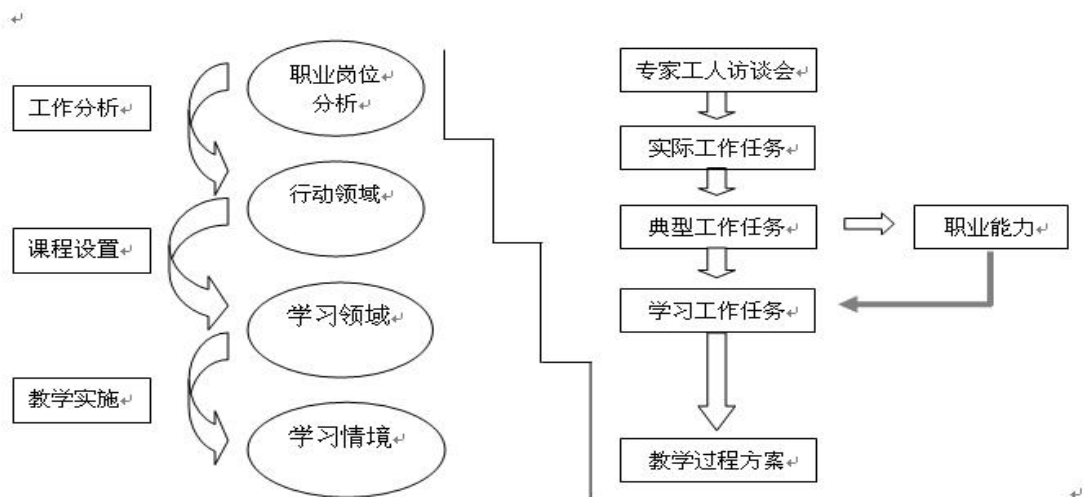 职业岗位
分析
工作分析
行动领域
课程设置
学习领域
教学实施
学习情境
专家工人访谈会
实际工作任务
典型工作任务
职业能力
学习工作任务
教学过程方案